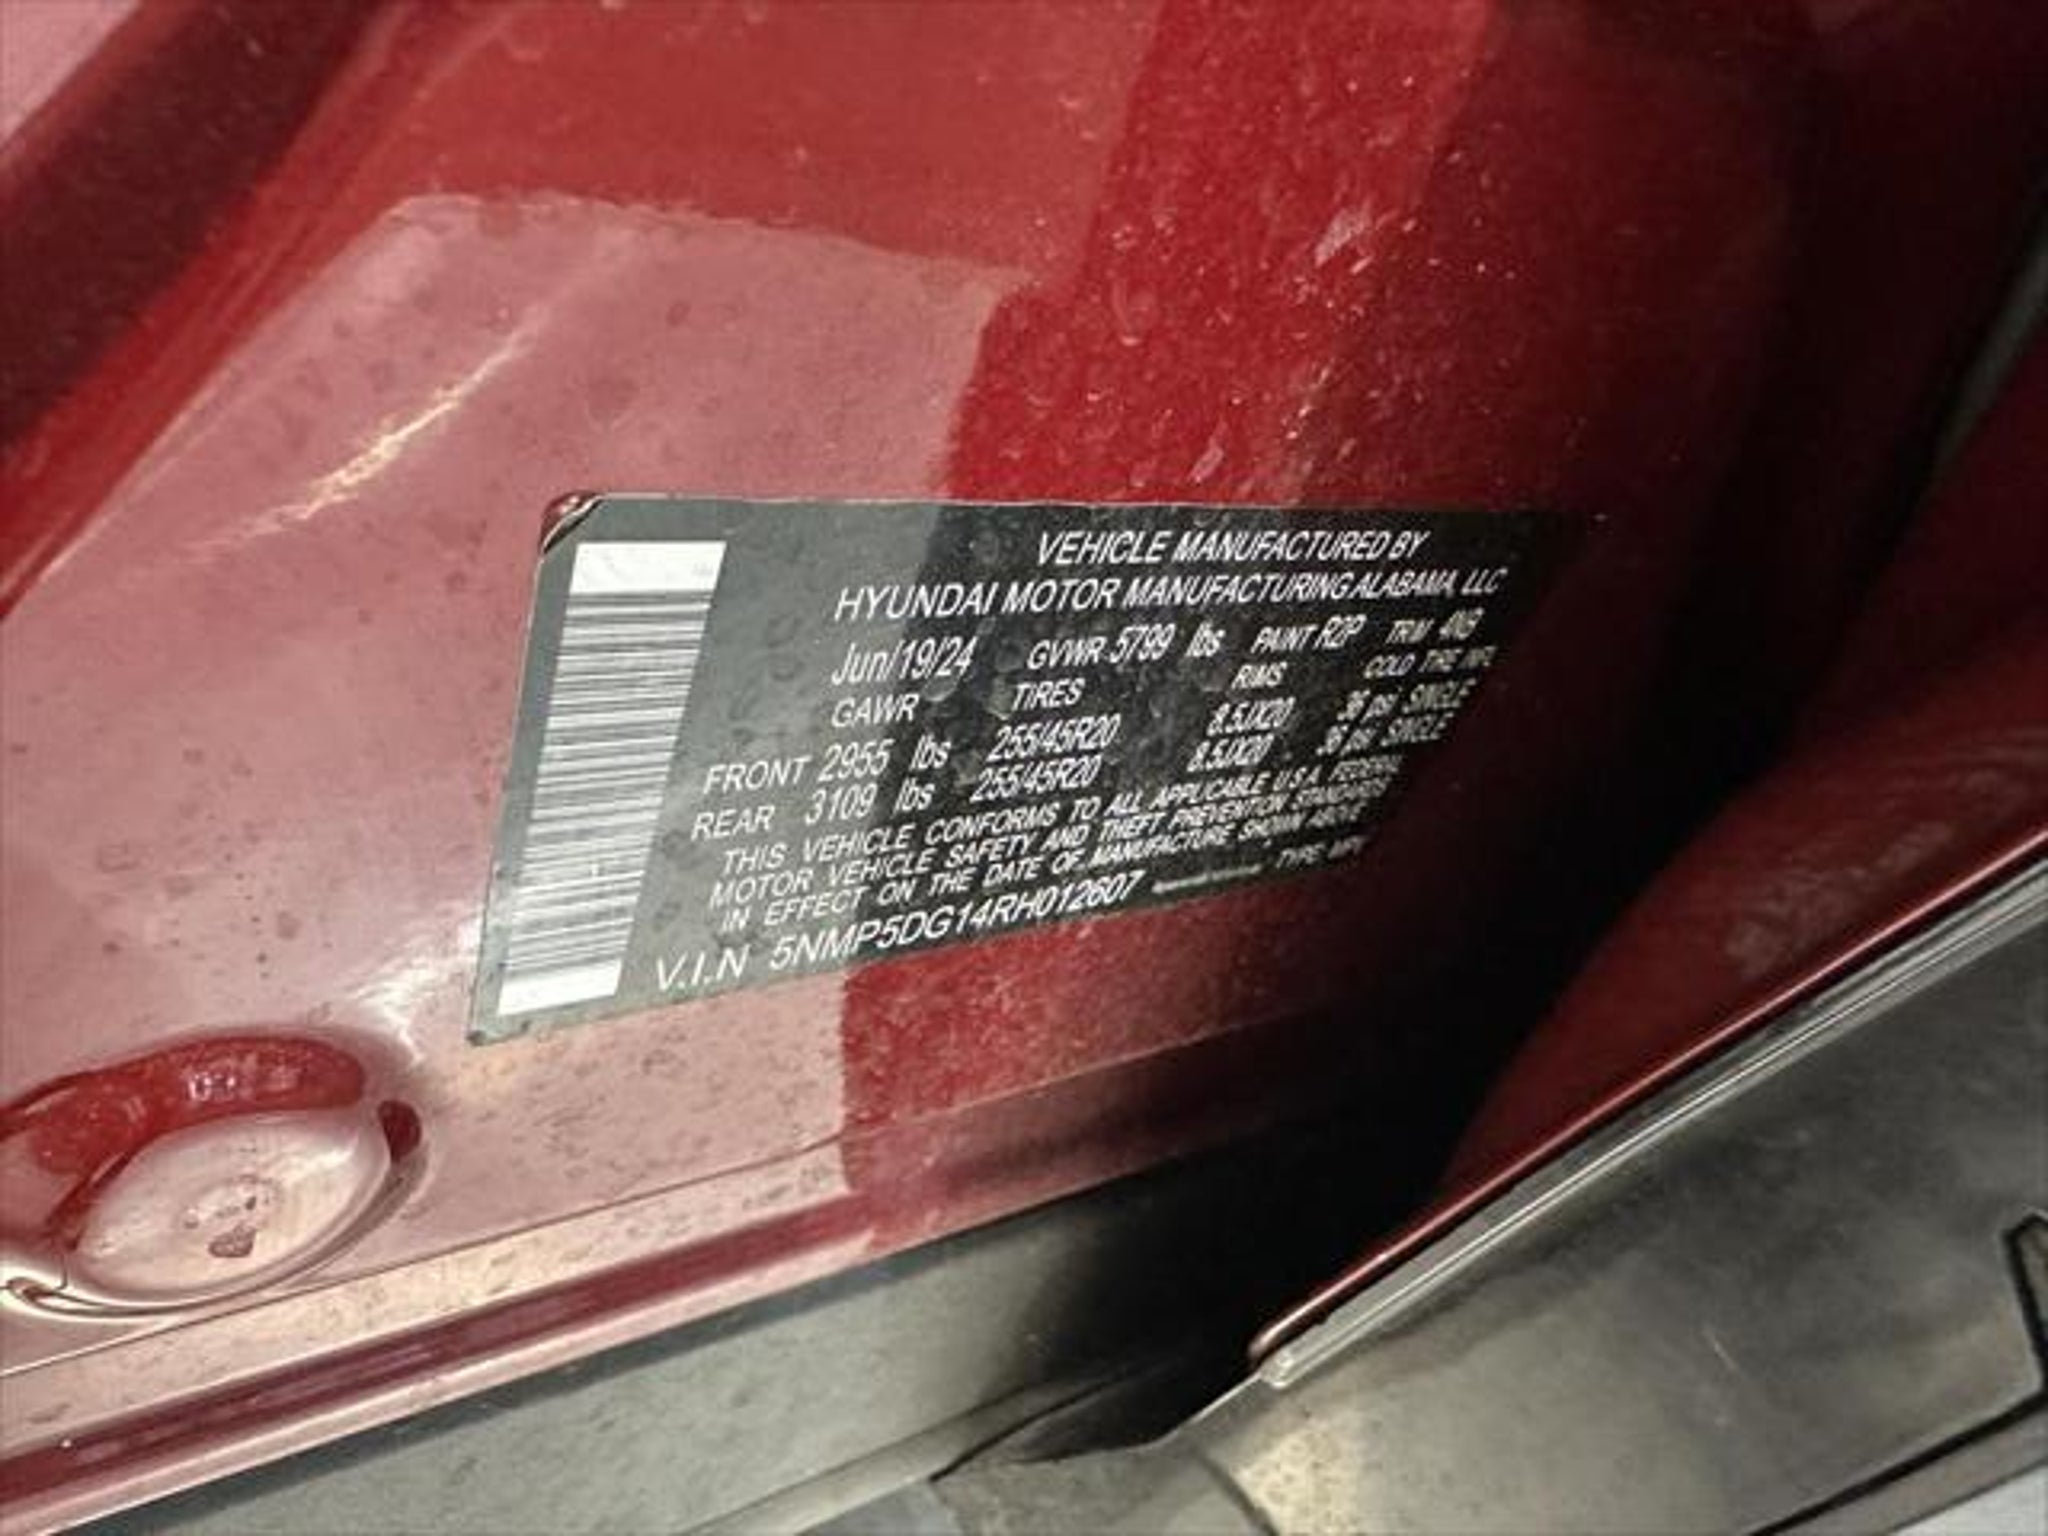 VEHICLE MANUFACTURED BY
HYUNDAI MOTOR MANUFACTURING ALABAMA, LLC
Jun/19/24 GVWR 5799 lbs PAINT R2P TRIM
GAWR TIRES RIMS COLD TIRE INFL
FRONT 2955 lbs 255/45R20 8.5JX20 36 psi SINGLE
REAR 3109 lbs 255/45R20 8.5JX20 36 psi SINGLE
THIS VEHICLE CONFORMS TO ALL APPLICABLE U.S.A. FEDERAL
MOTOR VEHICLE SAFETY AND THEFT PREVENTION STANDARDS
IN EFFECT ON THE DATE OF MANUFACTURE SHOWN ABOVE
V.I.N 5NMP5DG14RH012607 TYPE: MPV